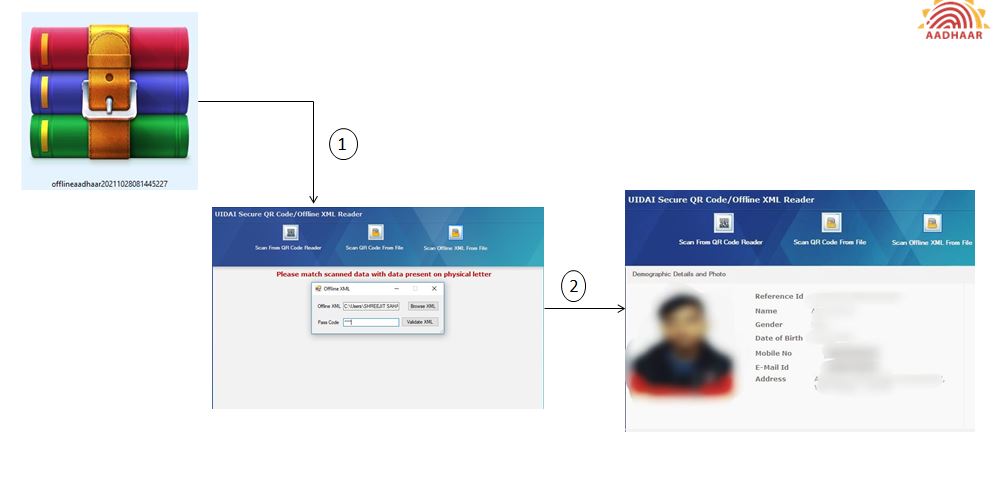 AADHAAR
offlineaadhaar20211028081445227
1
UIDAI Secure QR Code/Offline XML Reader
Scan From QR Code Reader
Scan QR Code From File
Scan Offline XML From File
Please match scanned data with data present on physical letter
Offline XML
Offline XML C:\Users\SHREEJIT SAHA Browse XML
Pass Code **** Validate XML
2
UIDAI Secure QR Code/Offline XML Reader
Scan From QR Code Reader
Scan QR Code From File
Scan Offline XML From File
Demographic Details and Photo
Reference Id
Name
Gender
Date of Birth
Mobile No
E-Mail Id
Address